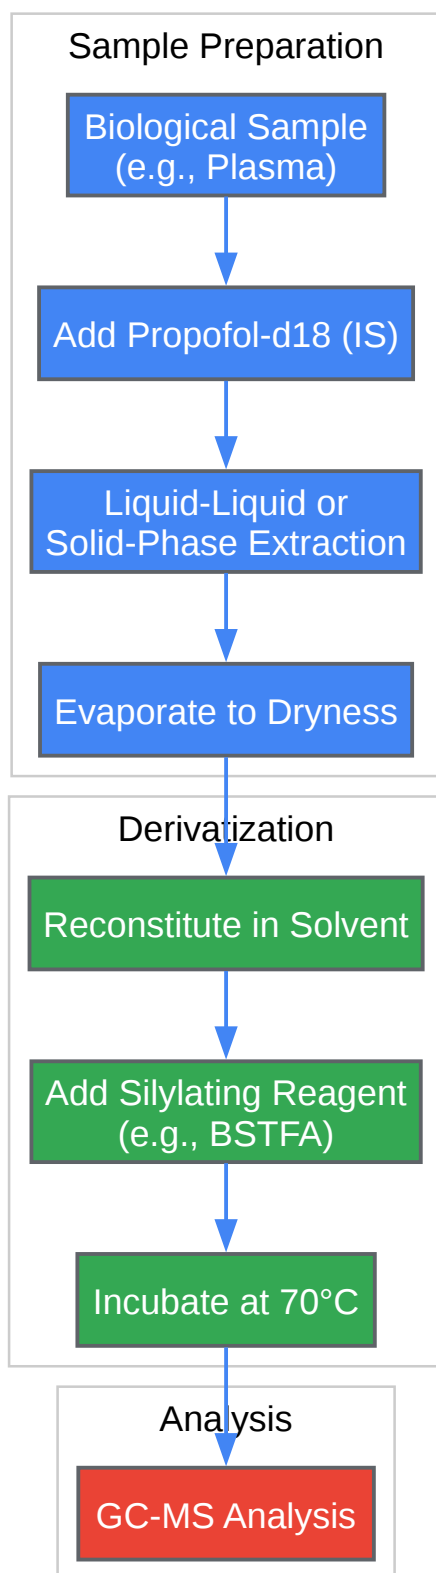 Sample Preparation
Biological Sample
(e.g., Plasma)
Add Propofol-d18 (IS)
Liquid-Liquid or
Solid-Phase Extraction
Evaporate to Dryness
Derivatization
Reconstitute in Solvent
Add Silylating Reagent
(e.g., BSTFA)
Incubate at 70°C
Analysis
GC-MS Analysis